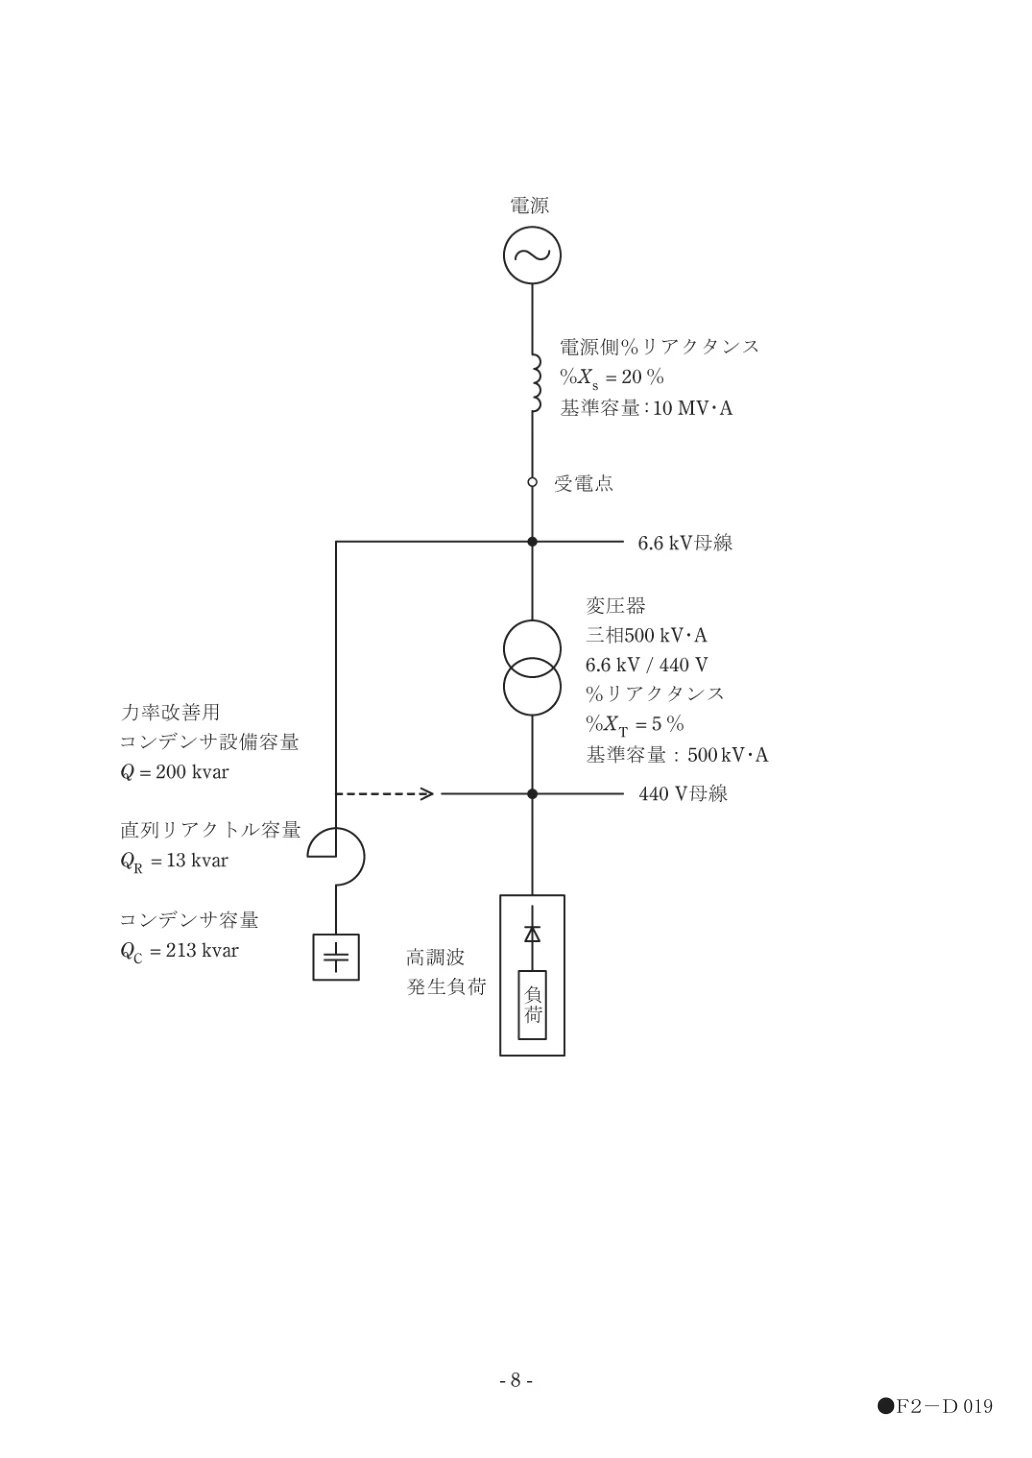 電源
電源側％リアクタンス
％Xs = 20 ％
基準容量：10 MV・A
受電点
6.6 kV母線
変圧器
三相500 kV・A
6.6 kV / 440 V
％リアクタンス
％XT = 5 ％
基準容量： 500 kV・A
力率改善用
コンデンサ設備容量
Q = 200 kvar
440 V母線
直列リアクトル容量
QR = 13 kvar
コンデンサ容量
QC = 213 kvar
高調波
発生負荷
負荷
- 8 -
●F2－D 019